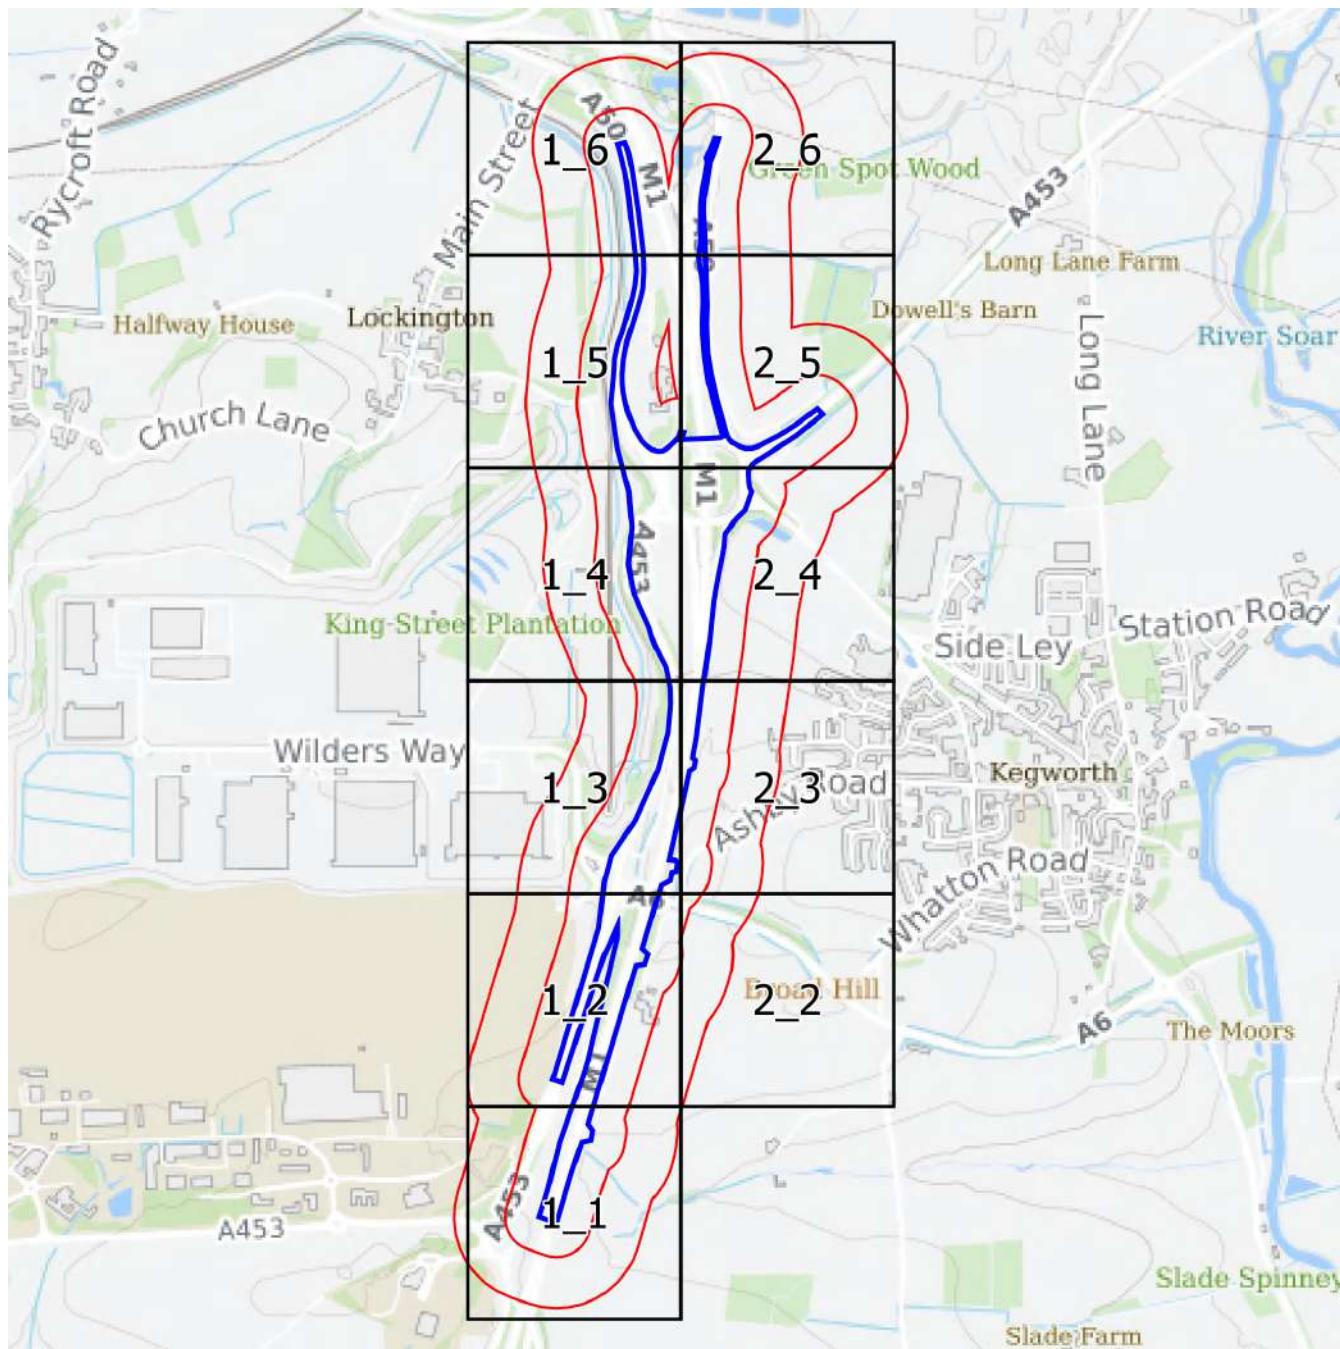 Rycroft Road
Main Street
A50
1_6
M1
2_6
Green Spot Wood
A453
A50
Long Lane Farm
Halfway House
Lockington
Dowell's Barn
River Soar
1_5
2_5
Long Lane
Church Lane
M1
A453
1_4
2_4
King-Street Plantation
Side Ley
Station Road
Wilders Way
1_3
2_3
Ashby Road
Kegworth
Whatton Road
A6
1_2
2_2
Broad Hill
A6
The Moors
M1
A453
1_1
A453
Slade Spinney
Slade Farm